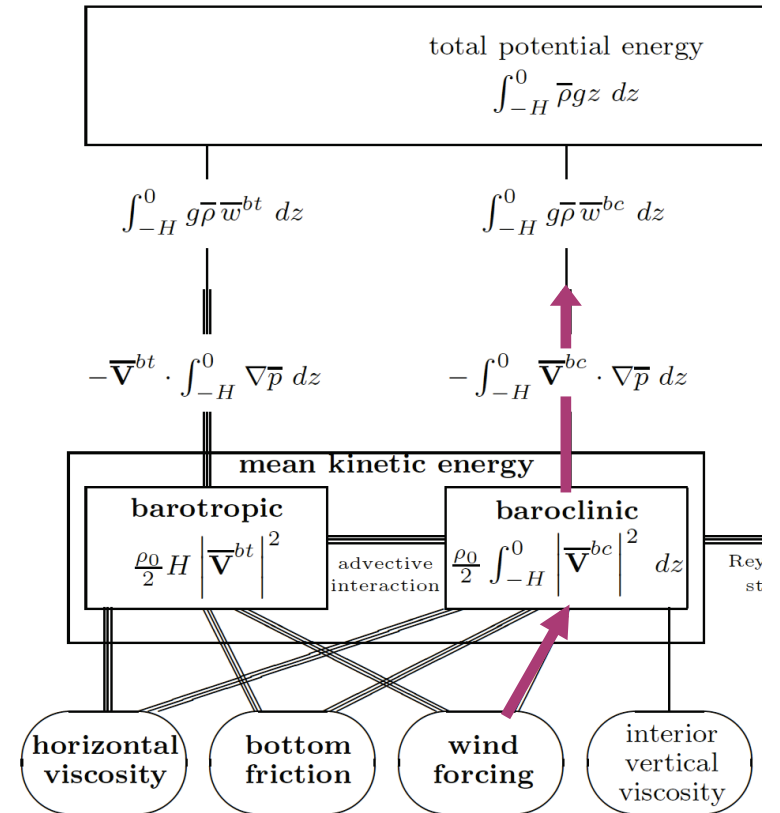 total potential energy
∫_{-H}^{0} ρ̅gz dz
∫_{-H}^{0} gρ̅ w̅^{bt} dz
∫_{-H}^{0} gρ̅ w̅^{bc} dz
−V̅^{bt} · ∫_{-H}^{0} ∇p̅ dz
− ∫_{-H}^{0} V̅^{bc} · ∇p̅ dz
mean kinetic energy
barotropic
ρ₀/2 H |V̅^{bt}|²
advective
interaction
baroclinic
ρ₀/2 ∫_{-H}^{0} |V̅^{bc}|² dz
Rey
st
horizontal
viscosity
bottom
friction
wind
forcing
interior
vertical
viscosity